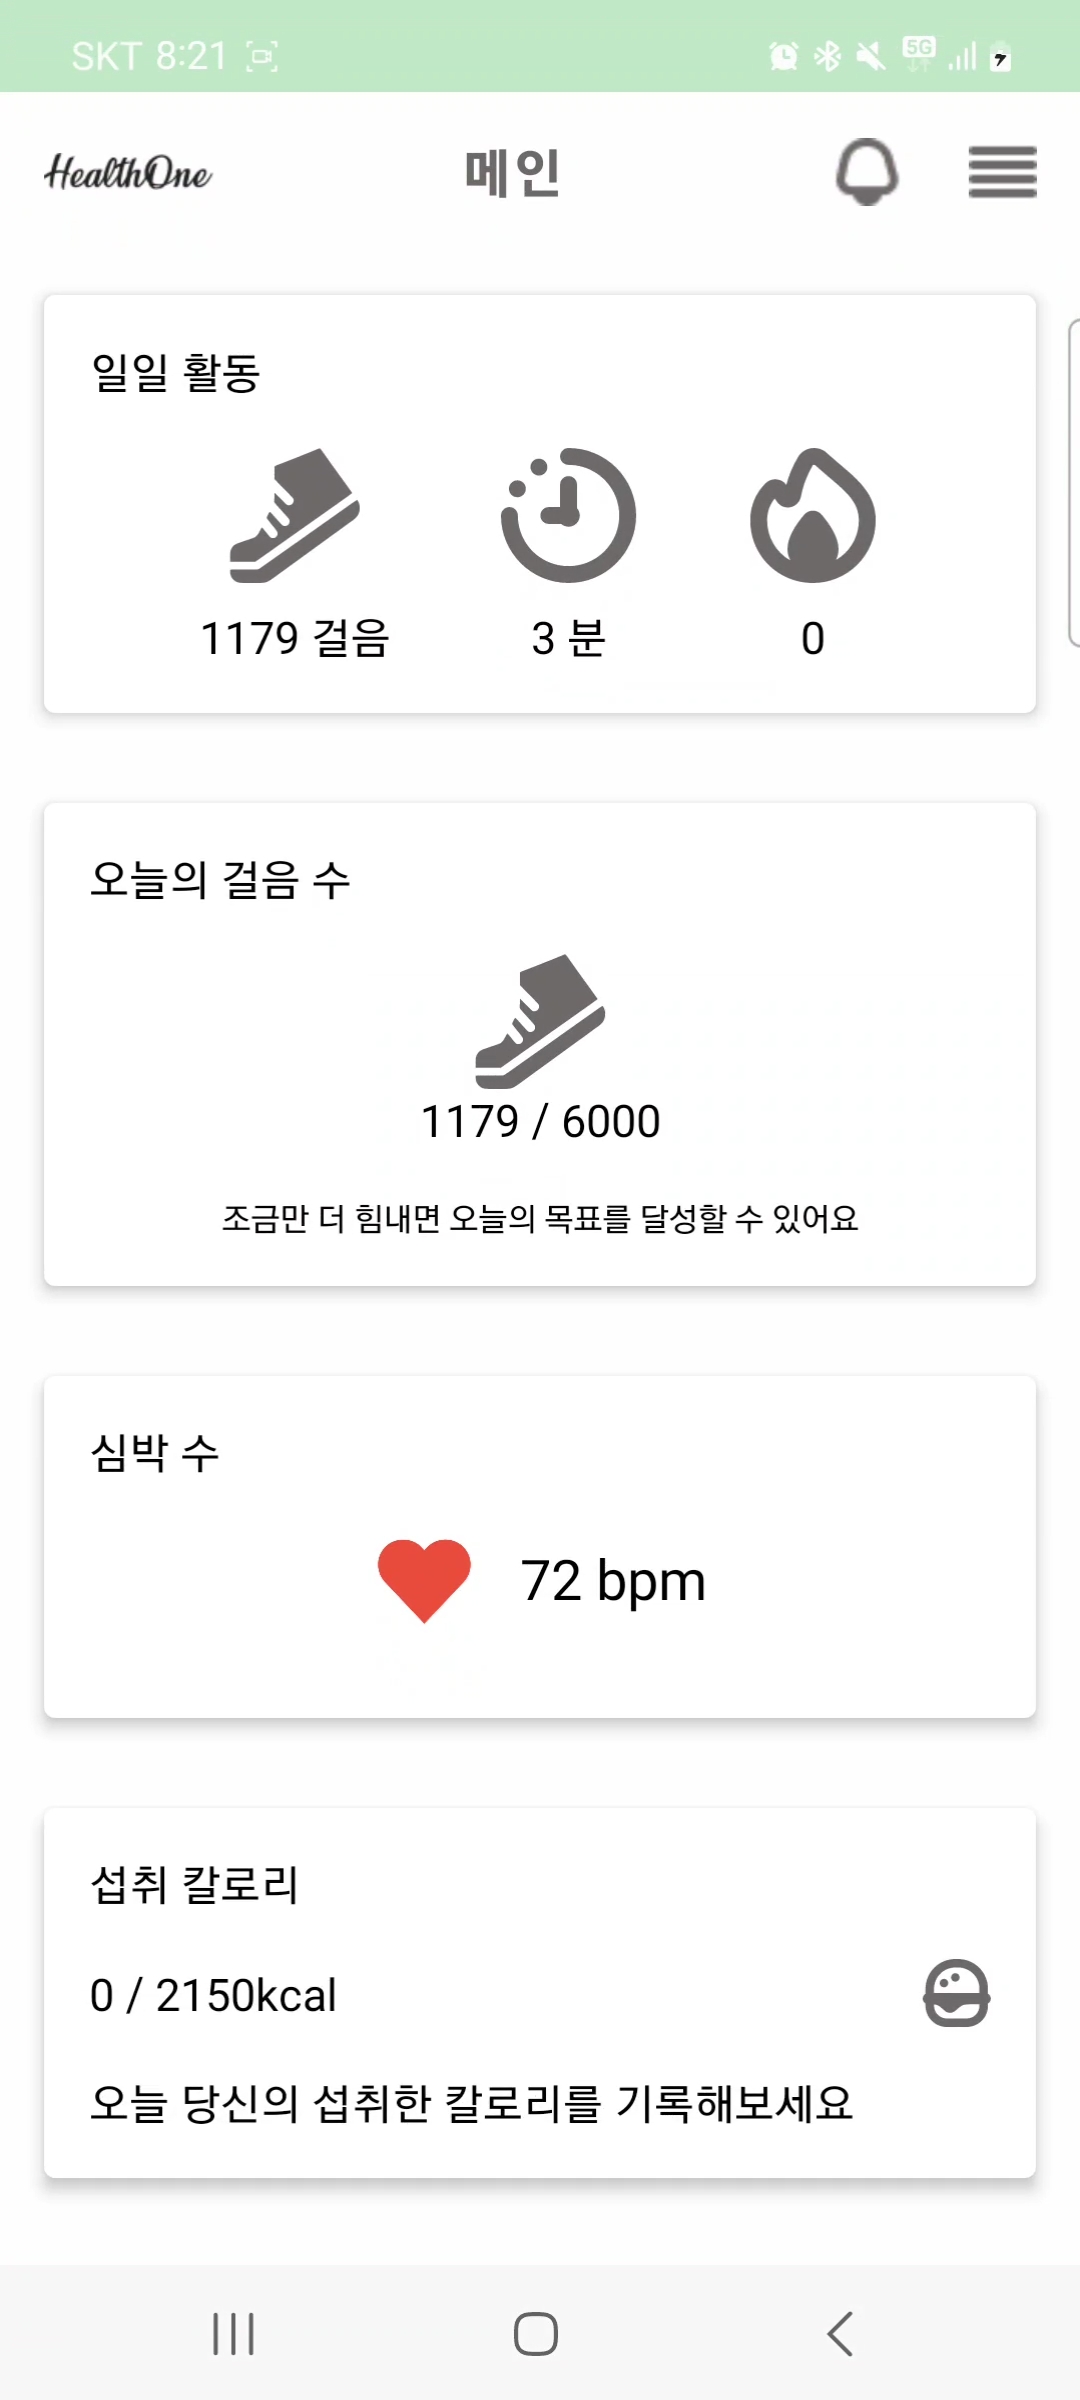 SKT 8:21
5G
HealthOne
메인
일일 활동
1179 걸음
3 분
0
오늘의 걸음 수
1179 / 6000
조금만 더 힘내면 오늘의 목표를 달성할 수 있어요
심박 수
72 bpm
섭취 칼로리
0 / 2150kcal
오늘 당신의 섭취한 칼로리를 기록해보세요